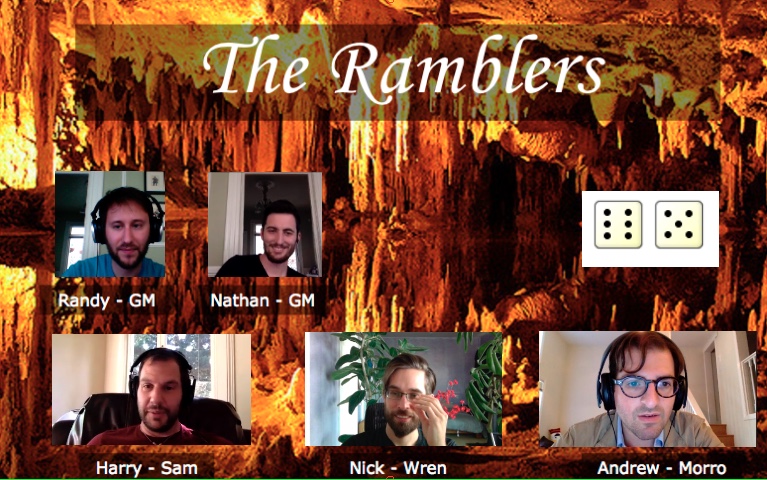 The Ramblers
Randy - GM
Nathan - GM
Harry - Sam
Nick - Wren
Andrew - Morro